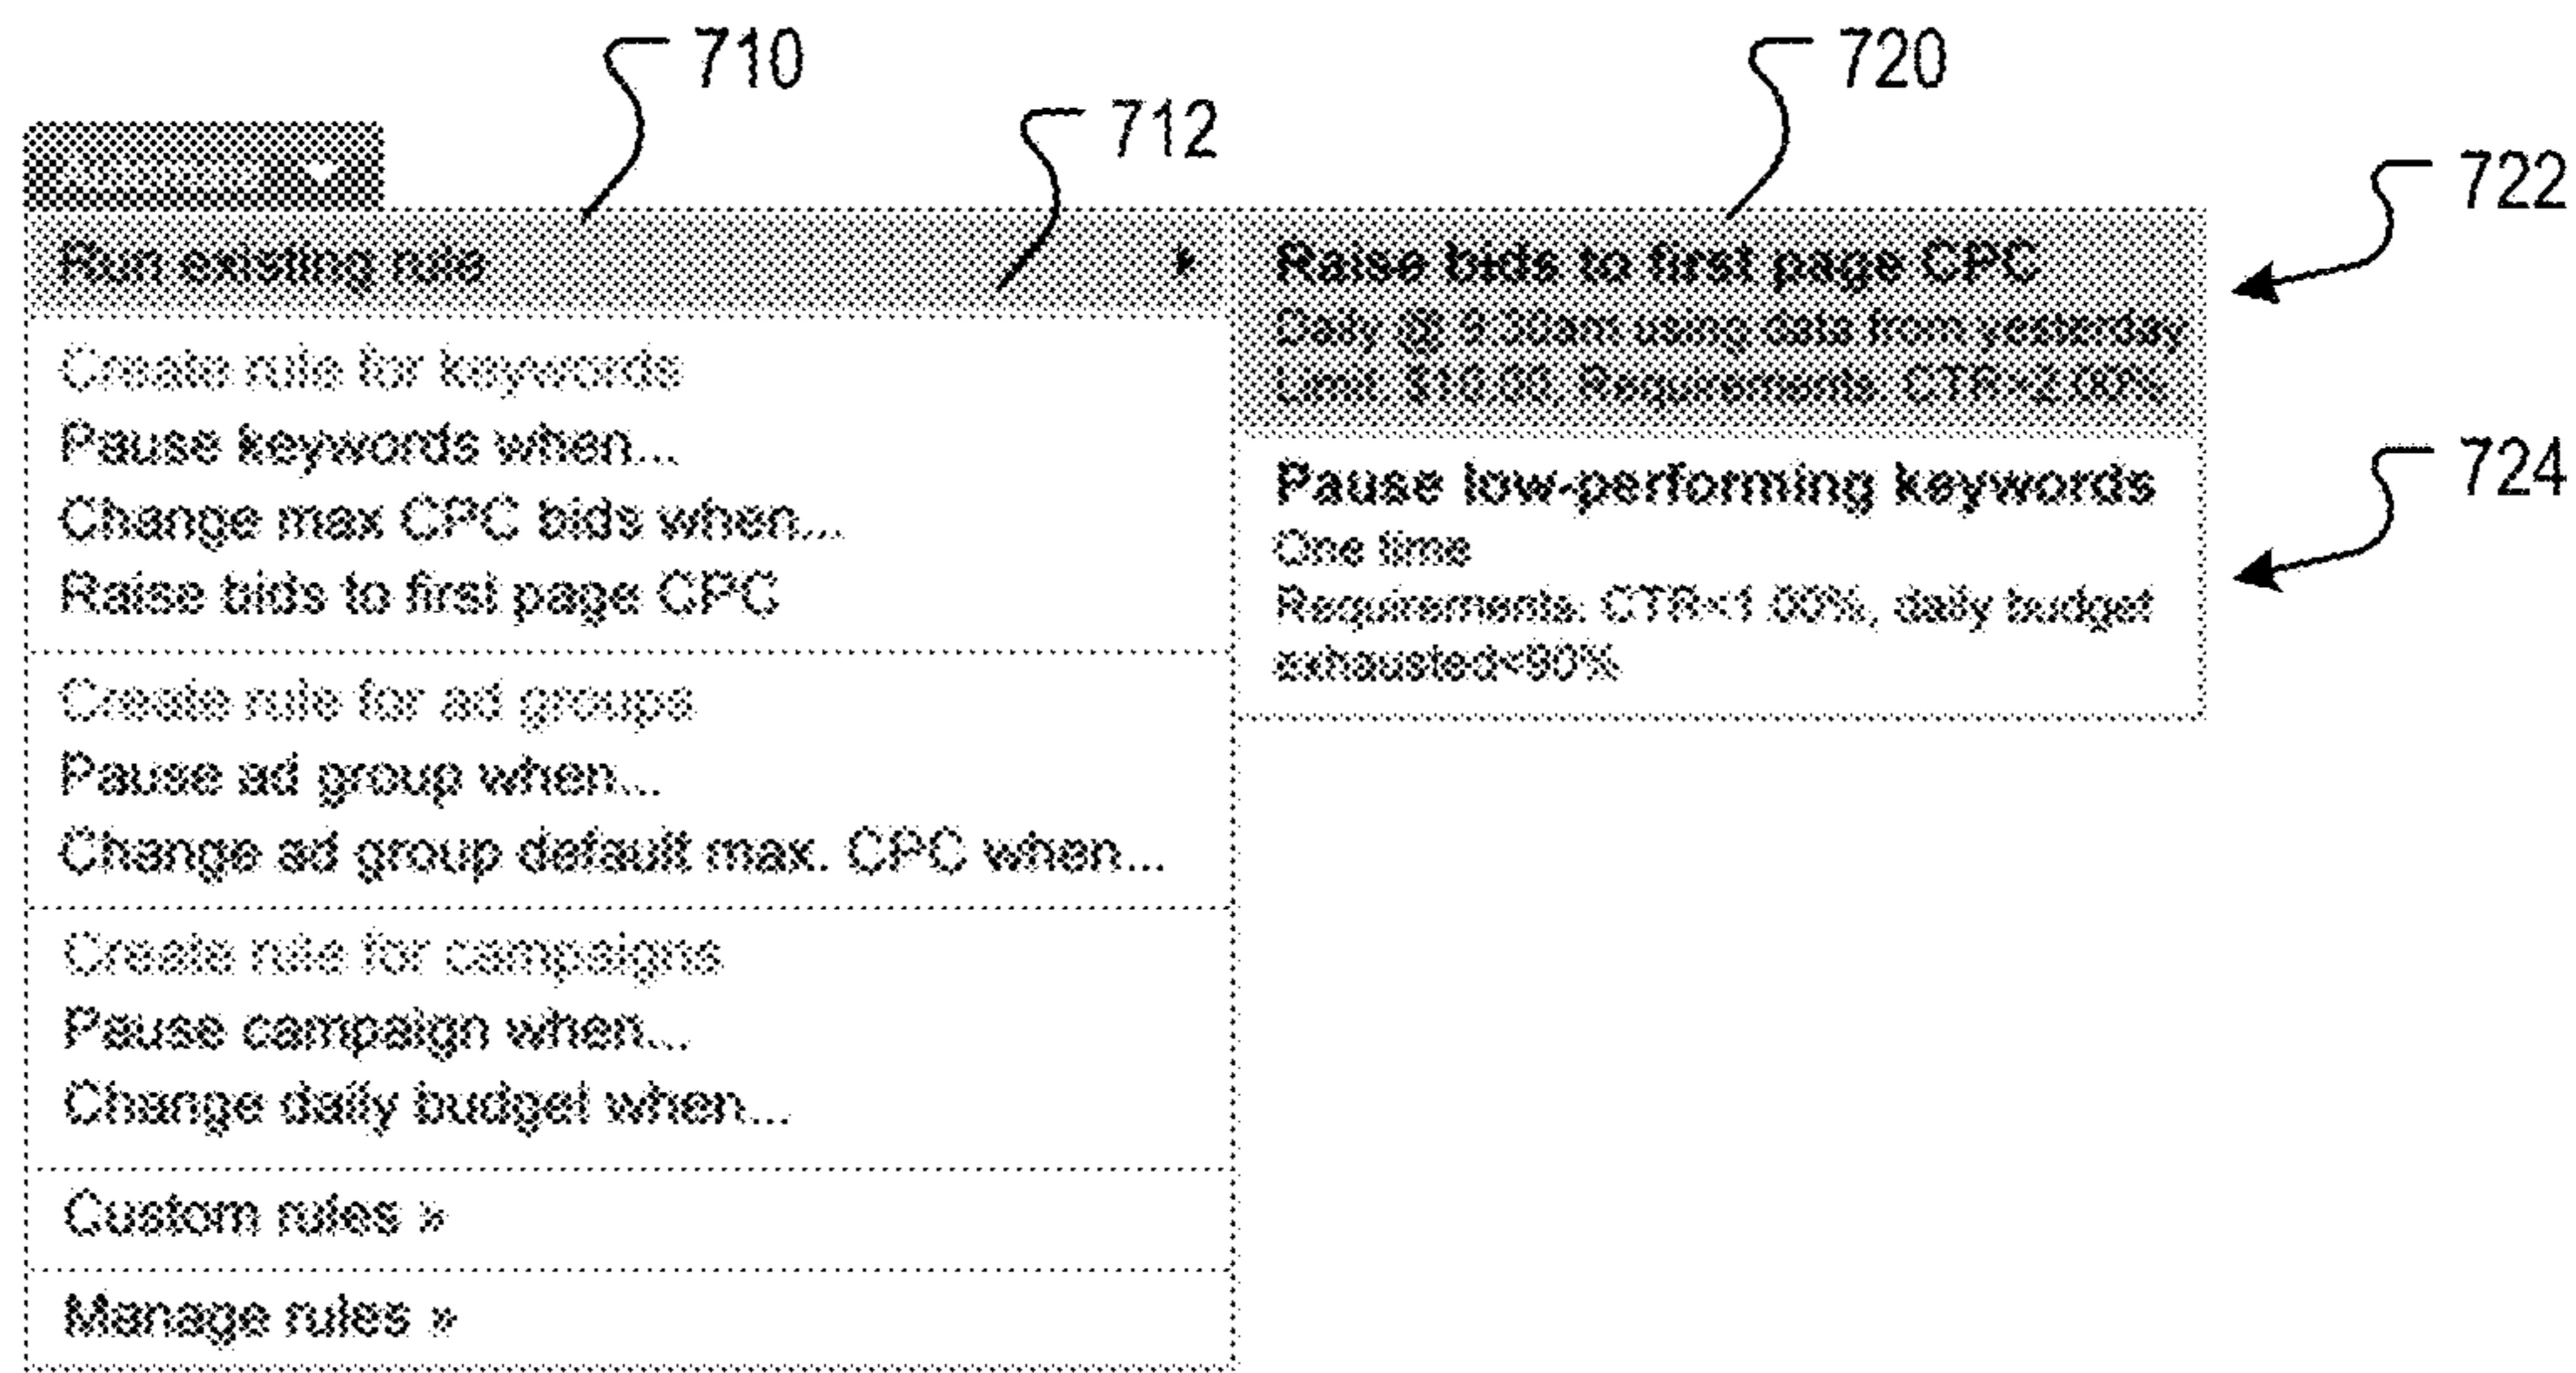 710
712
720
722
724
Run existing rule
Create rule for keywords
Pause keywords when...
Change max CPC bids when...
Raise bids to first page CPC
Create rule for ad groups
Pause ad group when...
Change ad group default max. CPC when...
Create rule for campaigns
Pause campaign when...
Change daily budget when...
Custom rules »
Manage rules »
Raise bids to first page CPC
Daily @ 9:30am using data from yesterday
Limit: $10.00, Requirements: CTR>2.00%
Pause low-performing keywords
One time
Requirements: CTR<1.00%, daily budget
exhausted<90%